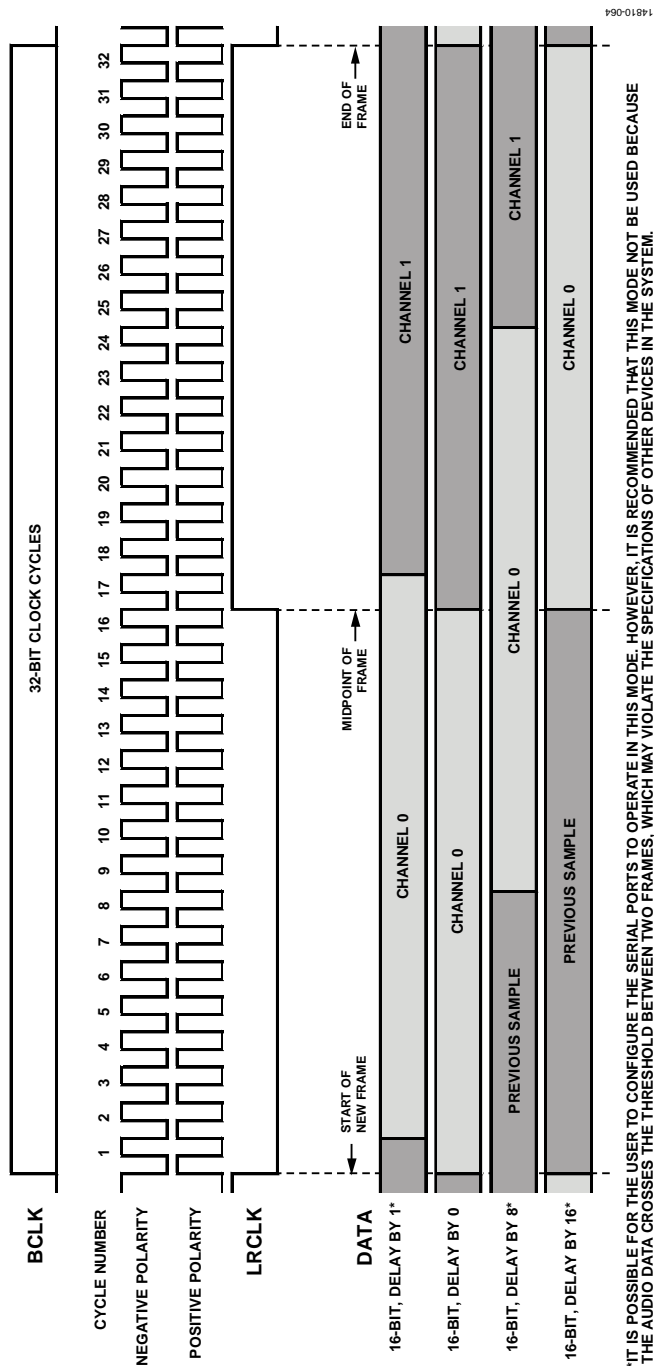 BCLK
32-BIT CLOCK CYCLES
CYCLE NUMBER
1 2 3 4 5 6 7 8 9 10 11 12 13 14 15 16 17 18 19 20 21 22 23 24 25 26 27 28 29 30 31 32
NEGATIVE POLARITY
POSITIVE POLARITY
LRCLK
START OF
NEW FRAME
MIDPOINT OF
FRAME
END OF
FRAME
DATA
16-BIT, DELAY BY 1*
CHANNEL 0
CHANNEL 1
16-BIT, DELAY BY 0
CHANNEL 0
CHANNEL 1
16-BIT, DELAY BY 8*
PREVIOUS SAMPLE
CHANNEL 0
CHANNEL 1
16-BIT, DELAY BY 16*
PREVIOUS SAMPLE
CHANNEL 0
*IT IS POSSIBLE FOR THE USER TO CONFIGURE THE SERIAL PORTS TO OPERATE IN THIS MODE. HOWEVER, IT IS RECOMMENDED THAT THIS MODE NOT BE USED BECAUSE
THE AUDIO DATA CROSSES THE THRESHOLD BETWEEN TWO FRAMES, WHICH MAY VIOLATE THE SPECIFICATIONS OF OTHER DEVICES IN THE SYSTEM.
14810-064